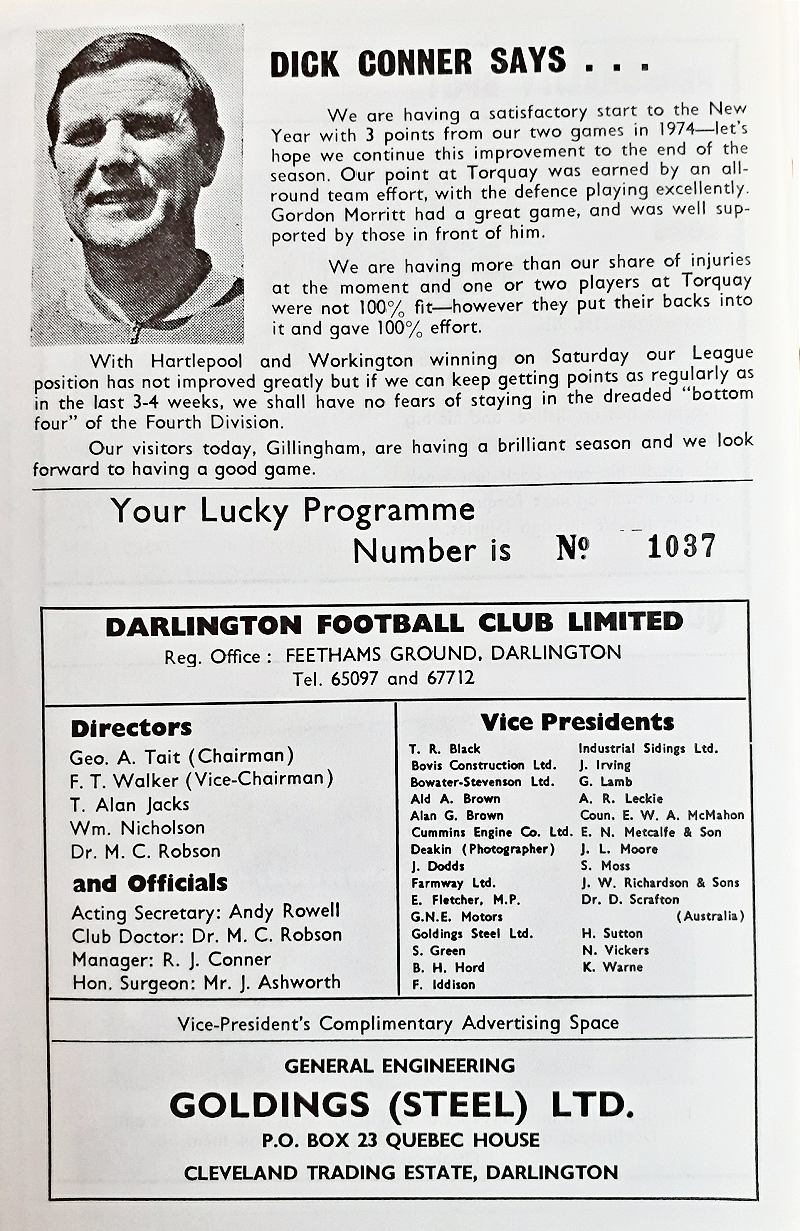 DICK CONNER SAYS . . .
We are having a satisfactory start to the New
Year with 3 points from our two games in 1974—let's
hope we continue this improvement to the end of the
season. Our point at Torquay was earned by an all-
round team effort, with the defence playing excellently.
Gordon Morritt had a great game, and was well sup-
ported by those in front of him.
We are having more than our share of injuries
at the moment and one or two players at Torquay
were not 100% fit—however they put their backs into
it and gave 100% effort.
With Hartlepool and Workington winning on Saturday our League
position has not improved greatly but if we can keep getting points as regularly as
in the last 3-4 weeks, we shall have no fears of staying in the dreaded "bottom
four" of the Fourth Division.
Our visitors today, Gillingham, are having a brilliant season and we look
forward to having a good game.
Your Lucky Programme
Number is Nº 1037
DARLINGTON FOOTBALL CLUB LIMITED
Reg. Office : FEETHAMS GROUND, DARLINGTON
Tel. 65097 and 67712
Directors
Geo. A. Tait (Chairman)
F. T. Walker (Vice-Chairman)
T. Alan Jacks
Wm. Nicholson
Dr. M. C. Robson
and Officials
Acting Secretary: Andy Rowell
Club Doctor: Dr. M. C. Robson
Manager: R. J. Conner
Hon. Surgeon: Mr. J. Ashworth
Vice Presidents
T. R. Black
Bovis Construction Ltd.
Bowater-Stevenson Ltd.
Ald A. Brown
Alan G. Brown
Cummins Engine Co. Ltd.
Deakin (Photographer)
J. Dodds
Farmway Ltd.
E. Fletcher, M.P.
G.N.E. Motors
Goldings Steel Ltd.
S. Green
B. H. Hord
F. Iddison
Industrial Sidings Ltd.
J. Irving
G. Lamb
A. R. Leckie
Coun. E. W. A. McMahon
E. N. Metcalfe & Son
J. L. Moore
S. Moss
J. W. Richardson & Sons
Dr. D. Scrafton
(Australia)
H. Sutton
N. Vickers
K. Warne
Vice-President's Complimentary Advertising Space
GENERAL ENGINEERING
GOLDINGS (STEEL) LTD.
P.O. BOX 23 QUEBEC HOUSE
CLEVELAND TRADING ESTATE, DARLINGTON